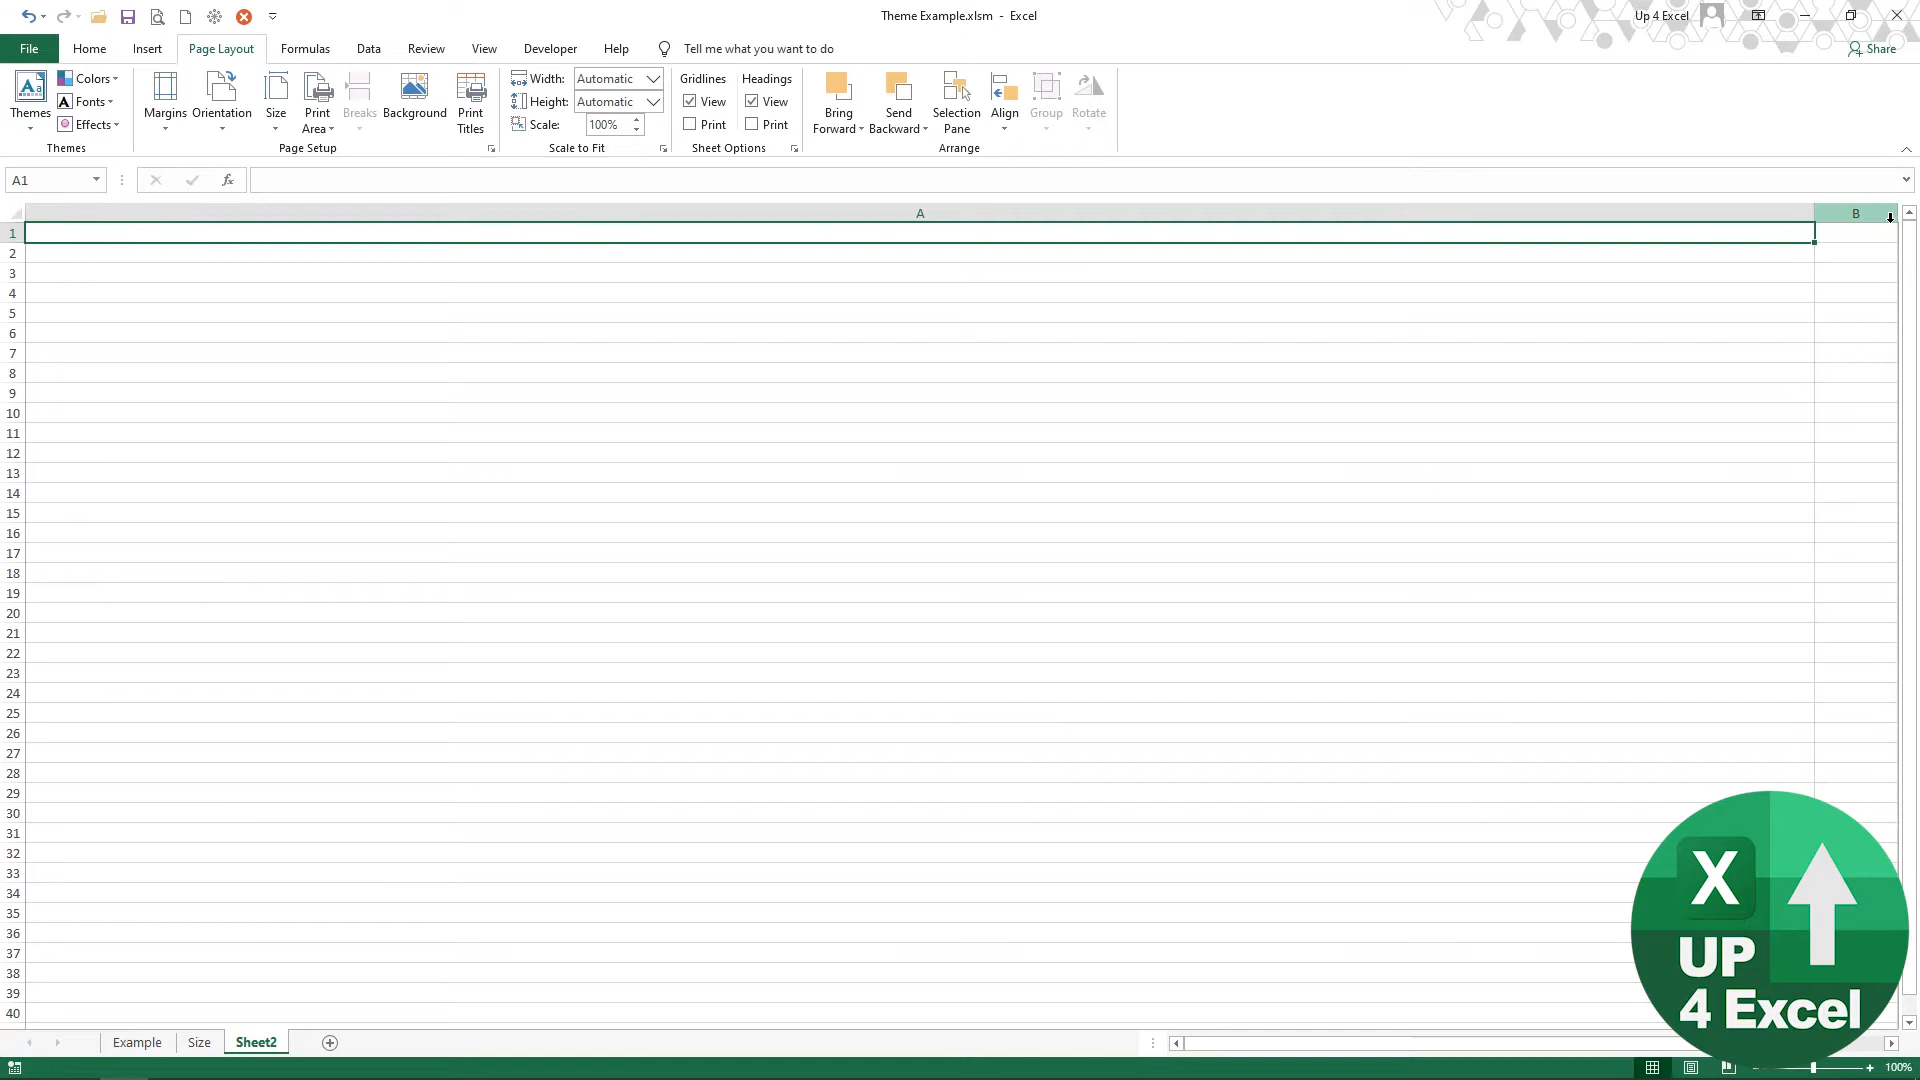 Theme Example.xlsm - Excel
Up 4 Excel
File Home Insert Page Layout Formulas Data Review View Developer Help Tell me what you want to do Share
Themes
Colors
Fonts
Effects
Themes
Margins
Orientation
Size
Print
Area
Breaks
Background
Print
Titles
Page Setup
Width: Automatic
Height: Automatic
Scale: 100%
Scale to Fit
Gridlines Headings
View View
Print Print
Sheet Options
Bring
Forward
Send
Backward
Selection
Pane
Align
Group
Rotate
Arrange
A1 fx
A B
1
2
3
4
5
6
7
8
9
10
11
12
13
14
15
16
17
18
19
20
21
22
23
24
25
26
27
28
29
30
31
32
33
34
35
36
37
38
39
40
X
UP
4 Excel
Example Size Sheet2
100%